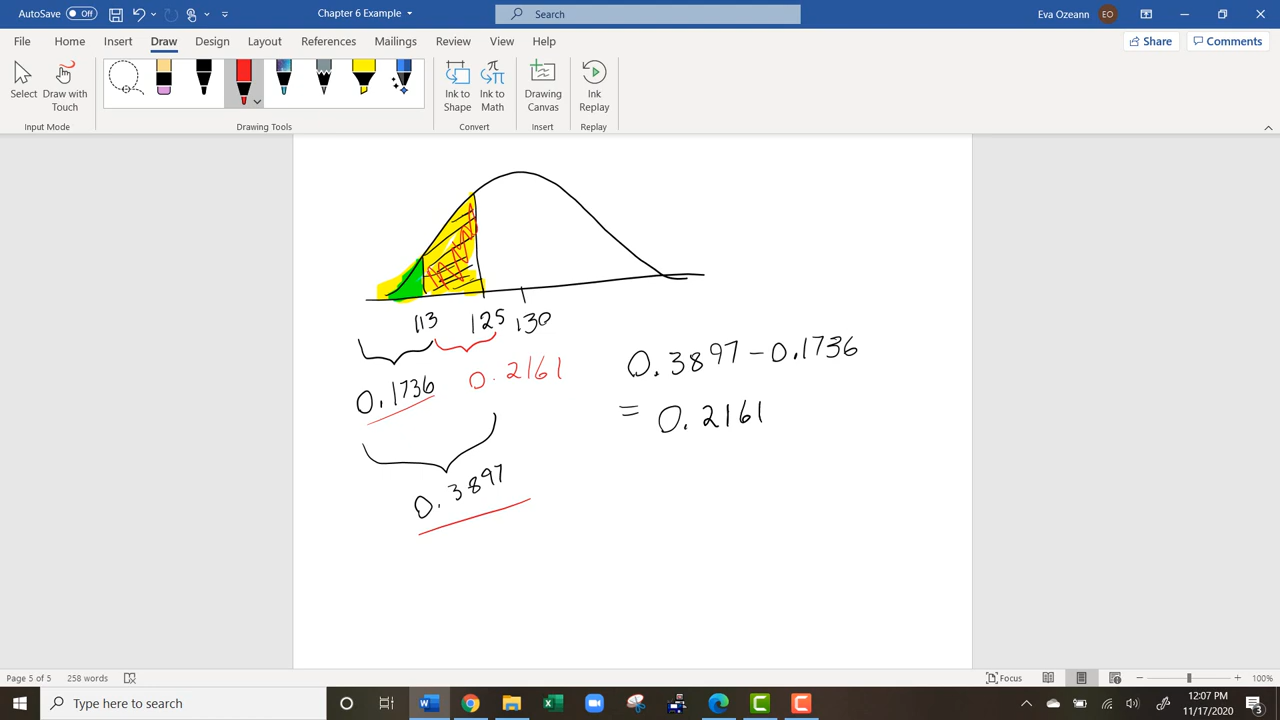 AutoSave Off
Chapter 6 Example
Search
Eva Ozeann EO
File Home Insert Draw Design Layout References Mailings Review View Help
Share Comments
Select
Draw with Touch
Ink to Shape
Ink to Math
Drawing Canvas
Ink Replay
Input Mode Drawing Tools Convert Insert Replay
113 125 130
0.1736 0.2161
0.3897 - 0.1736
= 0.2161
0.3897
Page 5 of 5 258 words
Focus
100%
Type here to search
12:07 PM
11/17/2020
3